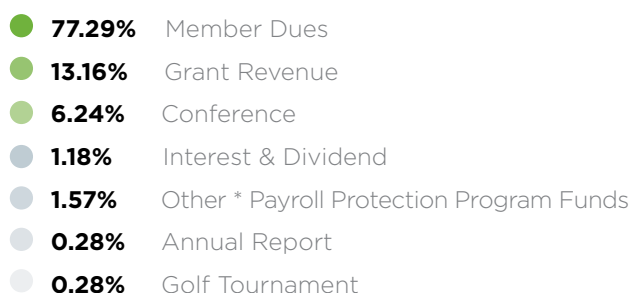 77.29% Member Dues
13.16% Grant Revenue
6.24% Conference
1.18% Interest & Dividend
1.57% Other * Payroll Protection Program Funds
0.28% Annual Report
0.28% Golf Tournament